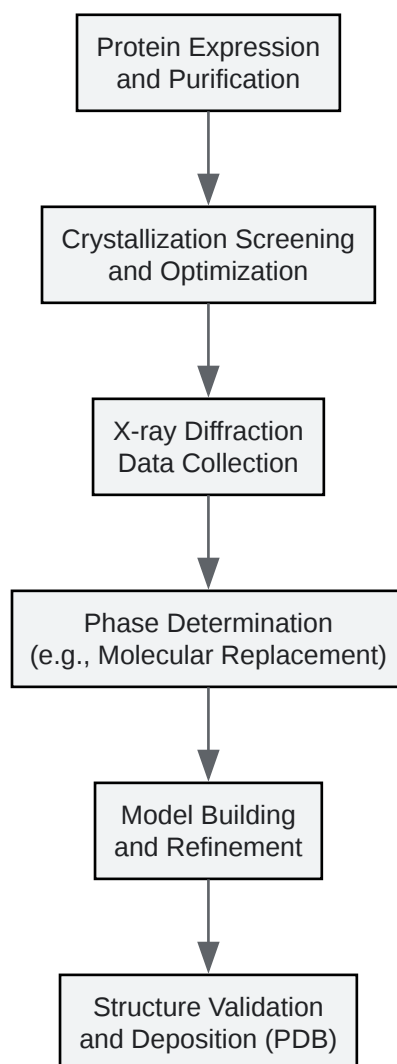 Protein Expression
and Purification
Crystallization Screening
and Optimization
X-ray Diffraction
Data Collection
Phase Determination
(e.g., Molecular Replacement)
Model Building
and Refinement
Structure Validation
and Deposition (PDB)